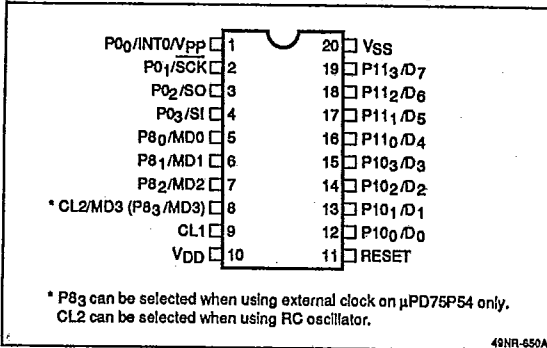 P0₀/INT0/VPP 1 20 VSS
P0₁/SCK 2 19 P11₃/D7
P0₂/SO 3 18 P11₂/D6
P0₃/SI 4 17 P11₁/D5
P8₀/MD0 5 16 P11₀/D4
P8₁/MD1 6 15 P10₃/D3
P8₂/MD2 7 14 P10₂/D2
* CL2/MD3 (P8₃/MD3) 8 13 P10₁/D1
CL1 9 12 P10₀/D0
VDD 10 11 RESET
* P8₃ can be selected when using external clock on µPD75P54 only.
CL2 can be selected when using RC oscillator.
49NR-650A